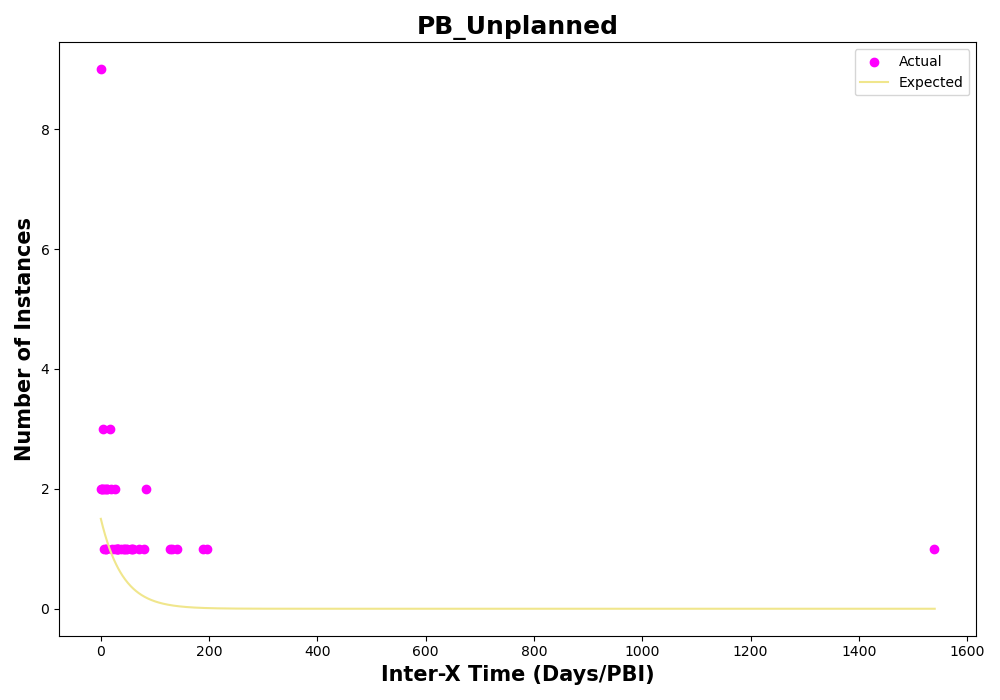 PB_Unplanned
Actual
Expected
8
6
4
2
0
Number of Instances
0 200 400 600 800 1000 1200 1400 1600
Inter-X Time (Days/PBI)